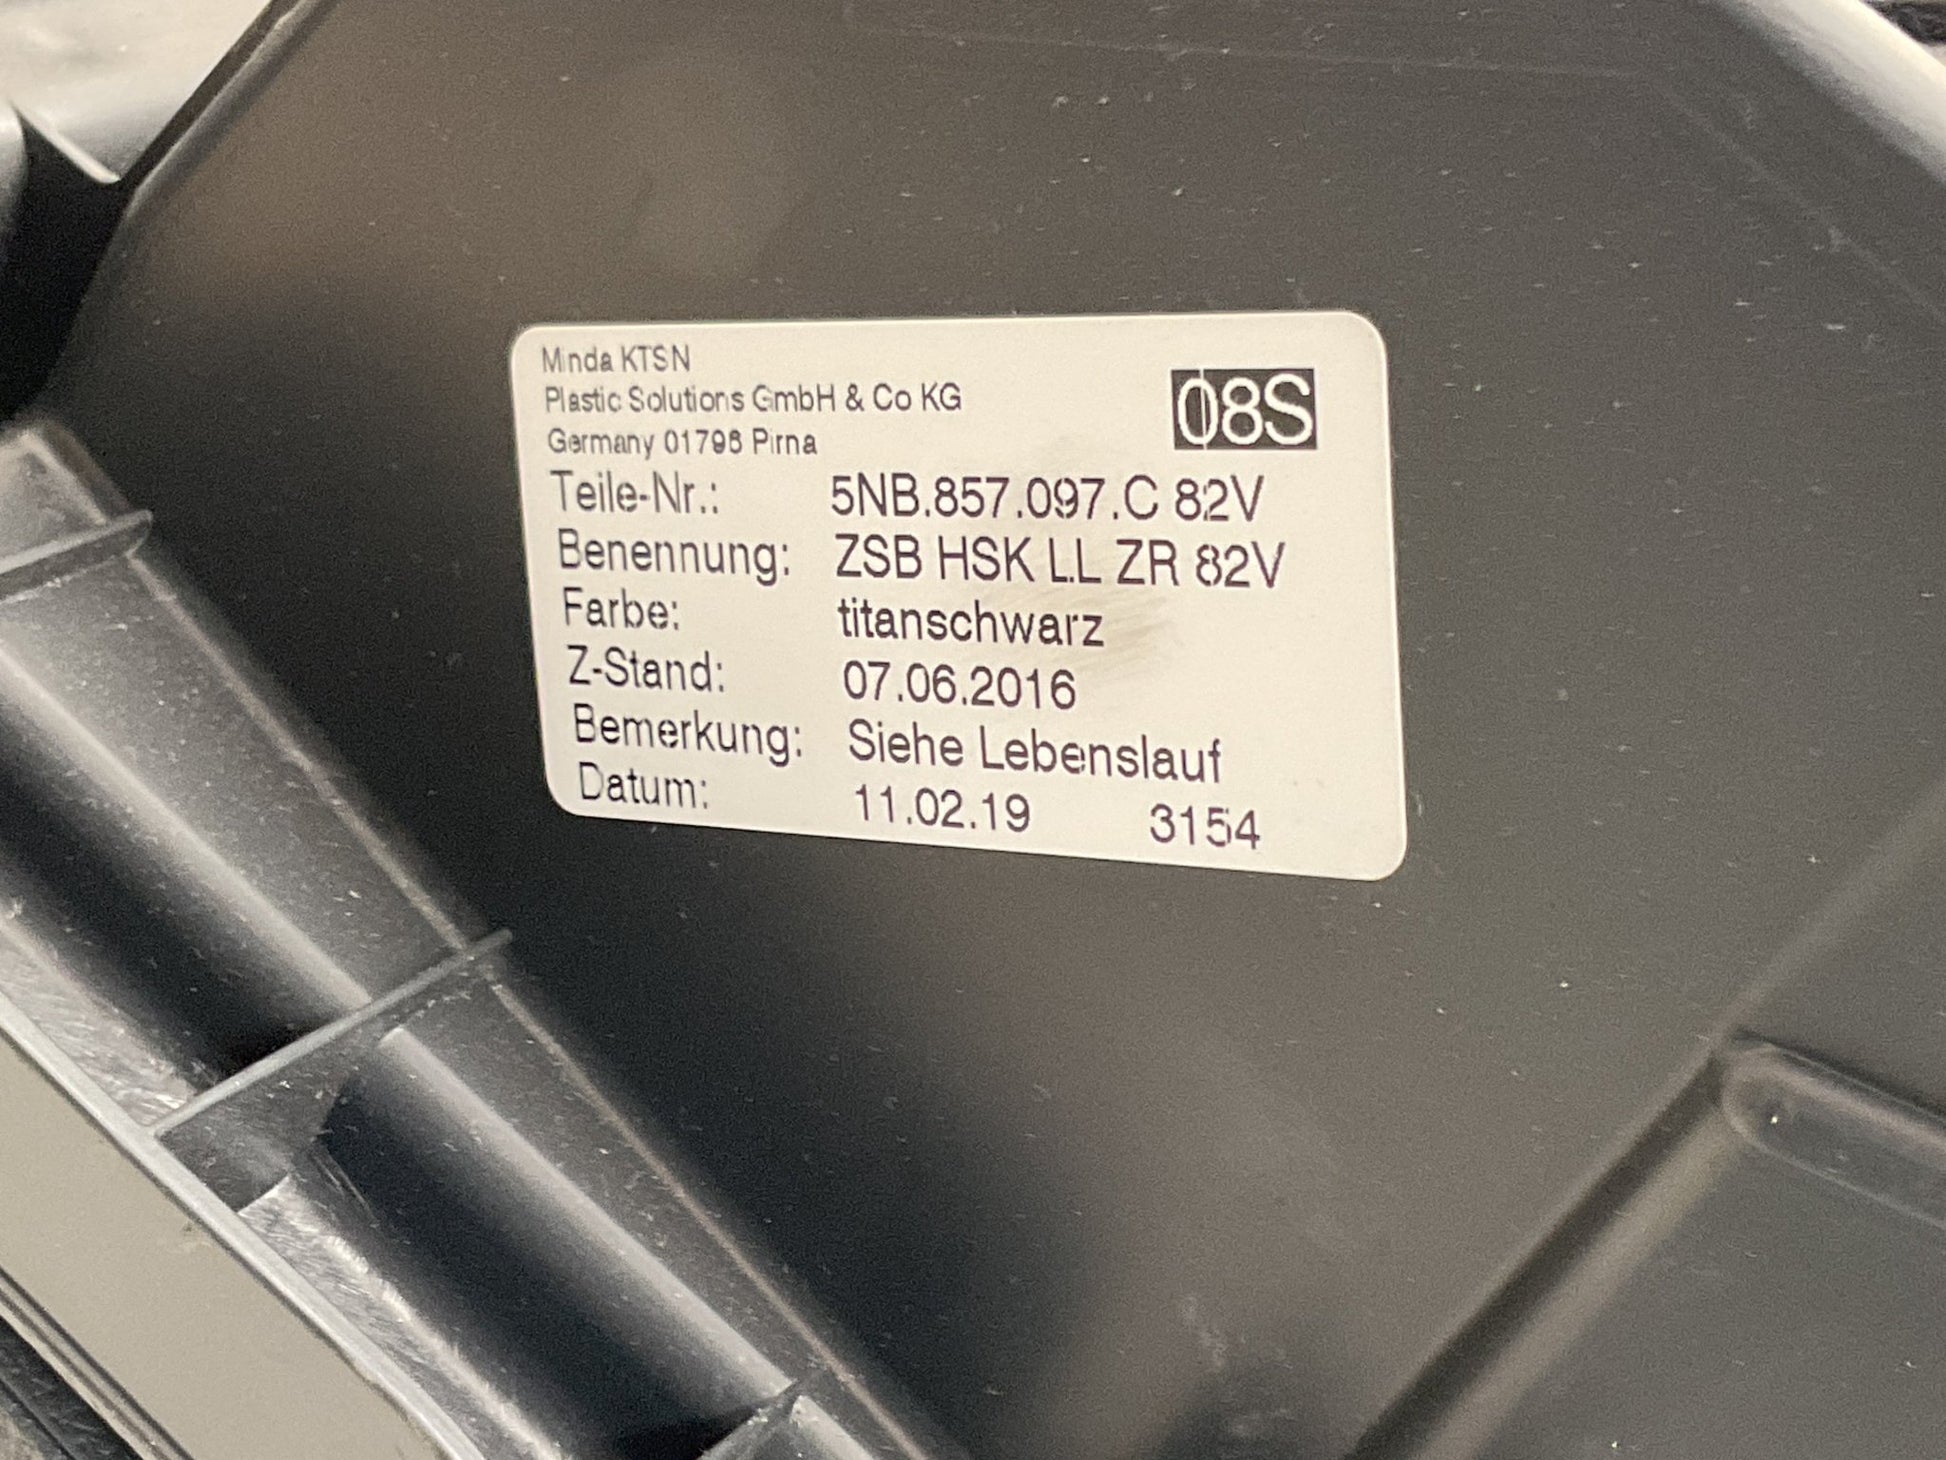 Minda KTSN
Plastic Solutions GmbH & Co KG
Germany 01796 Pirna
08S
Teile-Nr.: 5NB.857.097.C 82V
Benennung: ZSB HSK LL ZR 82V
Farbe: titanschwarz
Z-Stand: 07.06.2016
Bemerkung: Siehe Lebenslauf
Datum: 11.02.19 3154